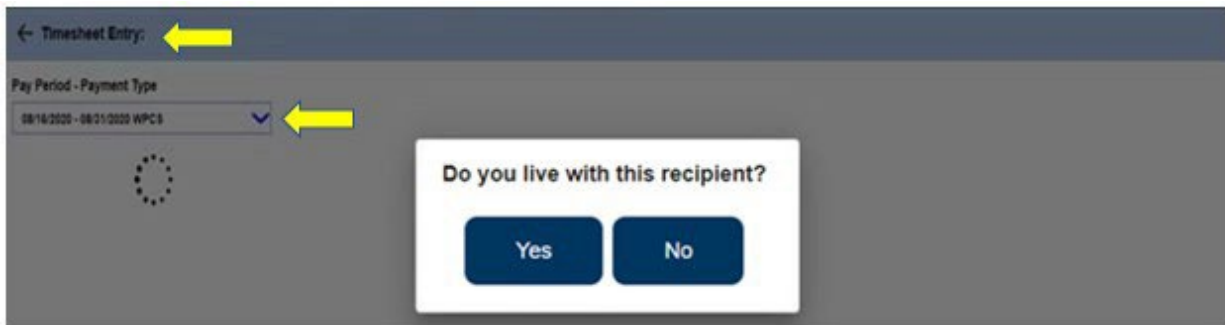 ← Timesheet Entry:
Pay Period - Payment Type
08/16/2020 - 08/31/2020 WPCS
Do you live with this recipient?
Yes
No